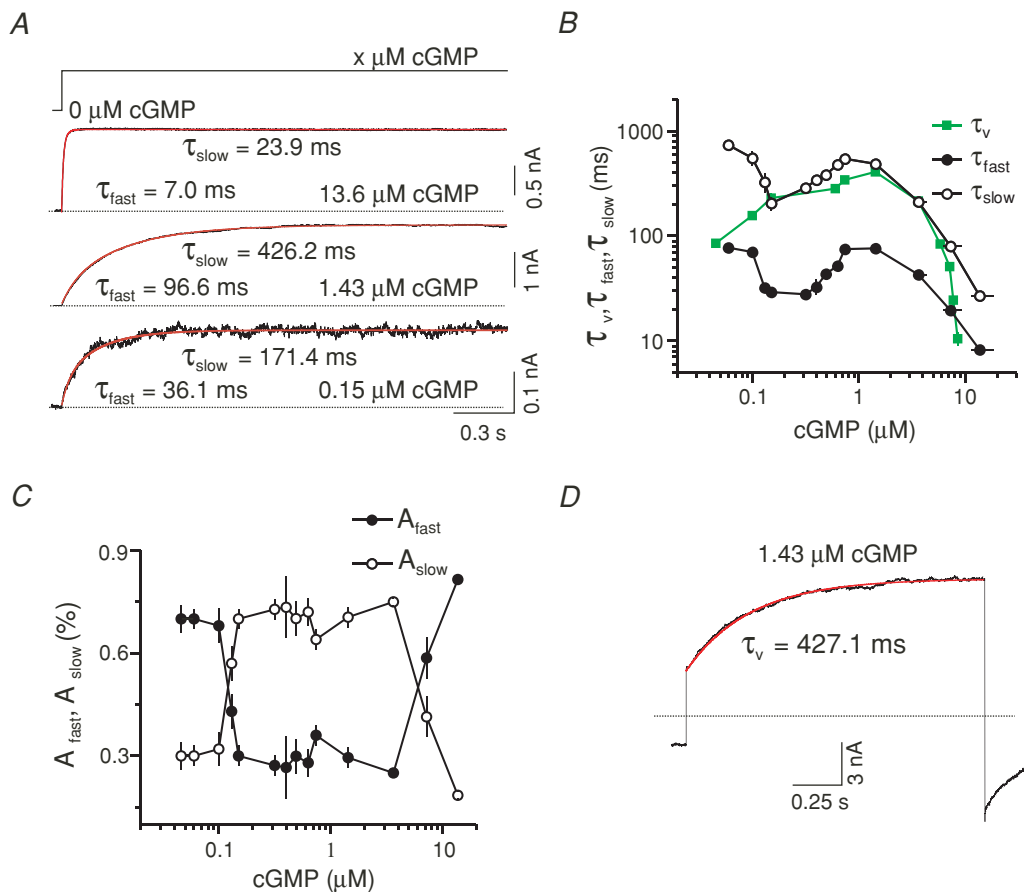 A
x μM cGMP
0 μM cGMP
τslow = 23.9 ms
τfast = 7.0 ms
13.6 μM cGMP
0.5 nA
τslow = 426.2 ms
τfast = 96.6 ms
1.43 μM cGMP
1 nA
τslow = 171.4 ms
τfast = 36.1 ms
0.15 μM cGMP
0.1 nA
0.3 s
B
τv, τfast, τslow (ms)
1000
100
10
τv
τfast
τslow
0.1
1
10
cGMP (μM)
C
Afast
Aslow
Afast, Aslow (%)
0.9
0.6
0.3
0.1
1
10
cGMP (μM)
D
1.43 μM cGMP
τv = 427.1 ms
3 nA
0.25 s